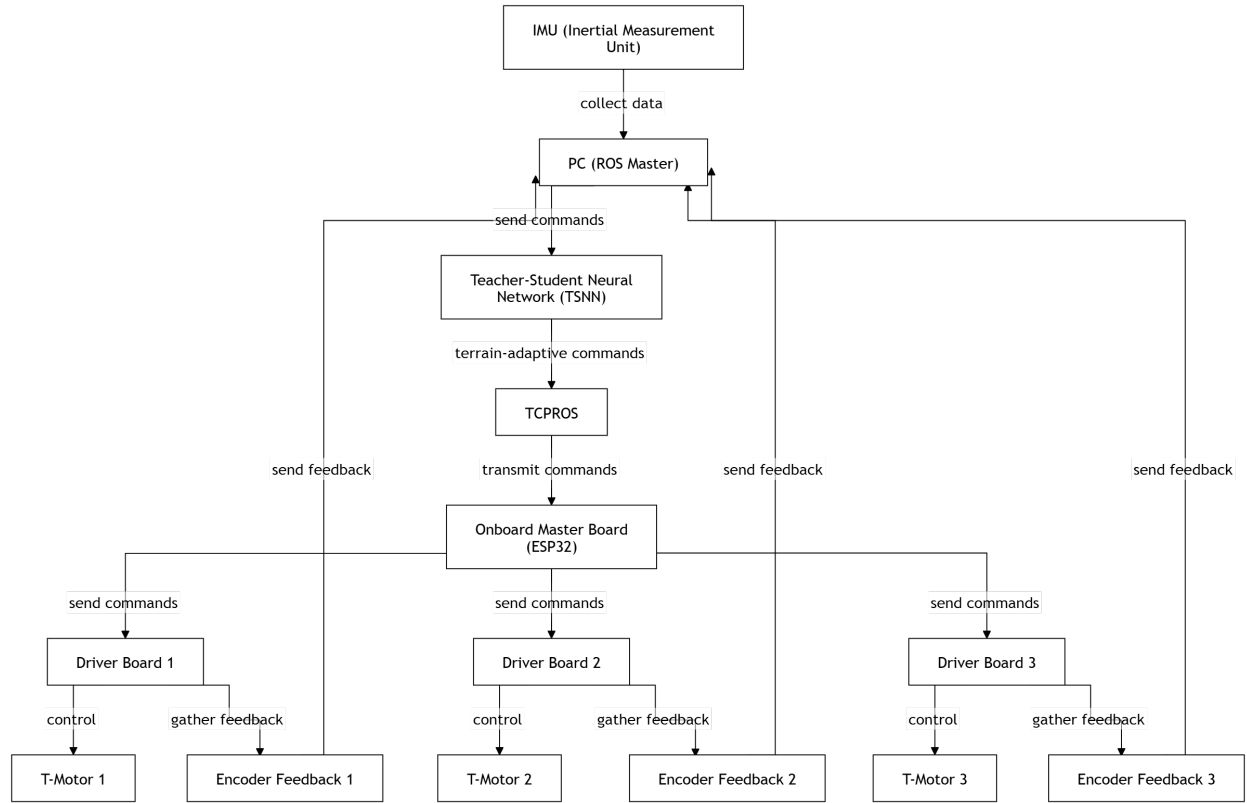 IMU (Inertial Measurement
Unit)
collect data
PC (ROS Master)
send commands
Teacher-Student Neural
Network (TSNN)
terrain-adaptive commands
TCPROS
send feedback
transmit commands
send feedback
send feedback
Onboard Master Board
(ESP32)
send commands
send commands
send commands
Driver Board 1
Driver Board 2
Driver Board 3
control
gather feedback
control
gather feedback
control
gather feedback
T-Motor 1
Encoder Feedback 1
T-Motor 2
Encoder Feedback 2
T-Motor 3
Encoder Feedback 3